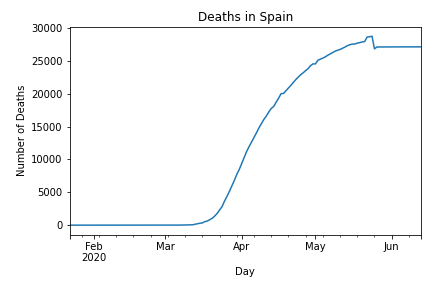 Deaths in Spain
Number of Deaths
30000
25000
20000
15000
10000
5000
0
Feb
2020
Mar
Apr
May
Jun
Day